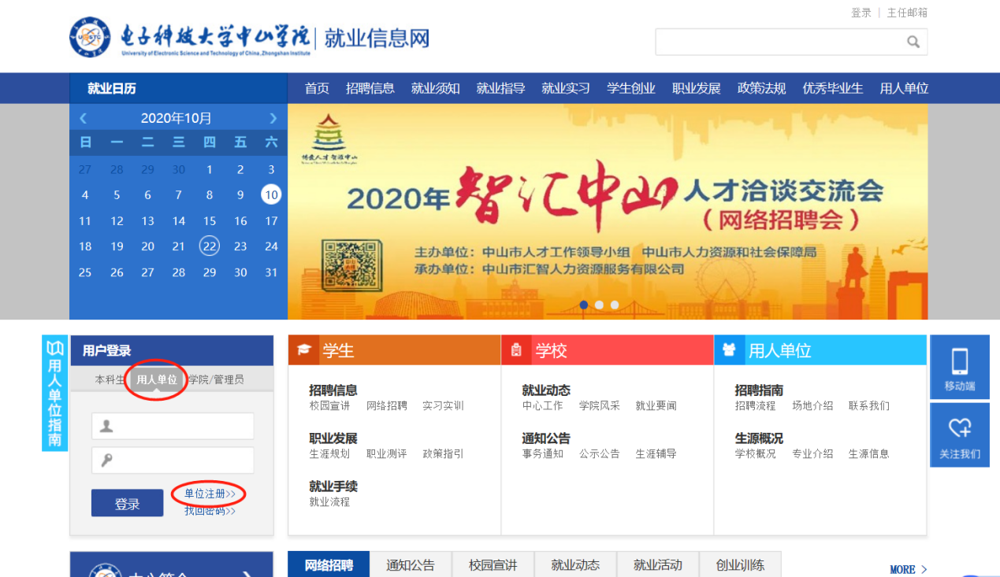 登录 | 主任邮箱
电子科技大学中山学院 | 就业信息网
University of Electronic Science and Technology of China, Zhongshan Institute
就业日历
首页 招聘信息 就业须知 就业指导 就业实习 学生创业 职业发展 政策法规 优秀毕业生 用人单位
2020年10月
日 一 二 三 四 五 六
27 28 29 30 1 2 3
4 5 6 7 8 9 10
11 12 13 14 15 16 17
18 19 20 21 22 23 24
25 26 27 28 29 30 31
2020年智汇中山人才洽谈交流会
(网络招聘会)
主办单位:中山市人才工作领导小组 中山市人力资源和社会保障局
承办单位:中山市汇智人力资源服务有限公司
用人单位指南
用户登录
本科生 用人单位 学院/管理员
登录
单位注册>>
找回密码>>
学生
招聘信息
校园宣讲 网络招聘 实习实训
职业发展
生涯规划 职业测评 政策指引
就业手续
就业流程
学校
就业动态
中心工作 学院风采 就业要闻
通知公告
事务通知 公示公告 生涯辅导
用人单位
招聘指南
招聘流程 场地介绍 联系我们
生源概况
学校概况 专业介绍 生源信息
移动端
关注我们
网络招聘 通知公告 校园宣讲 就业动态 就业活动 创业训练
MORE >